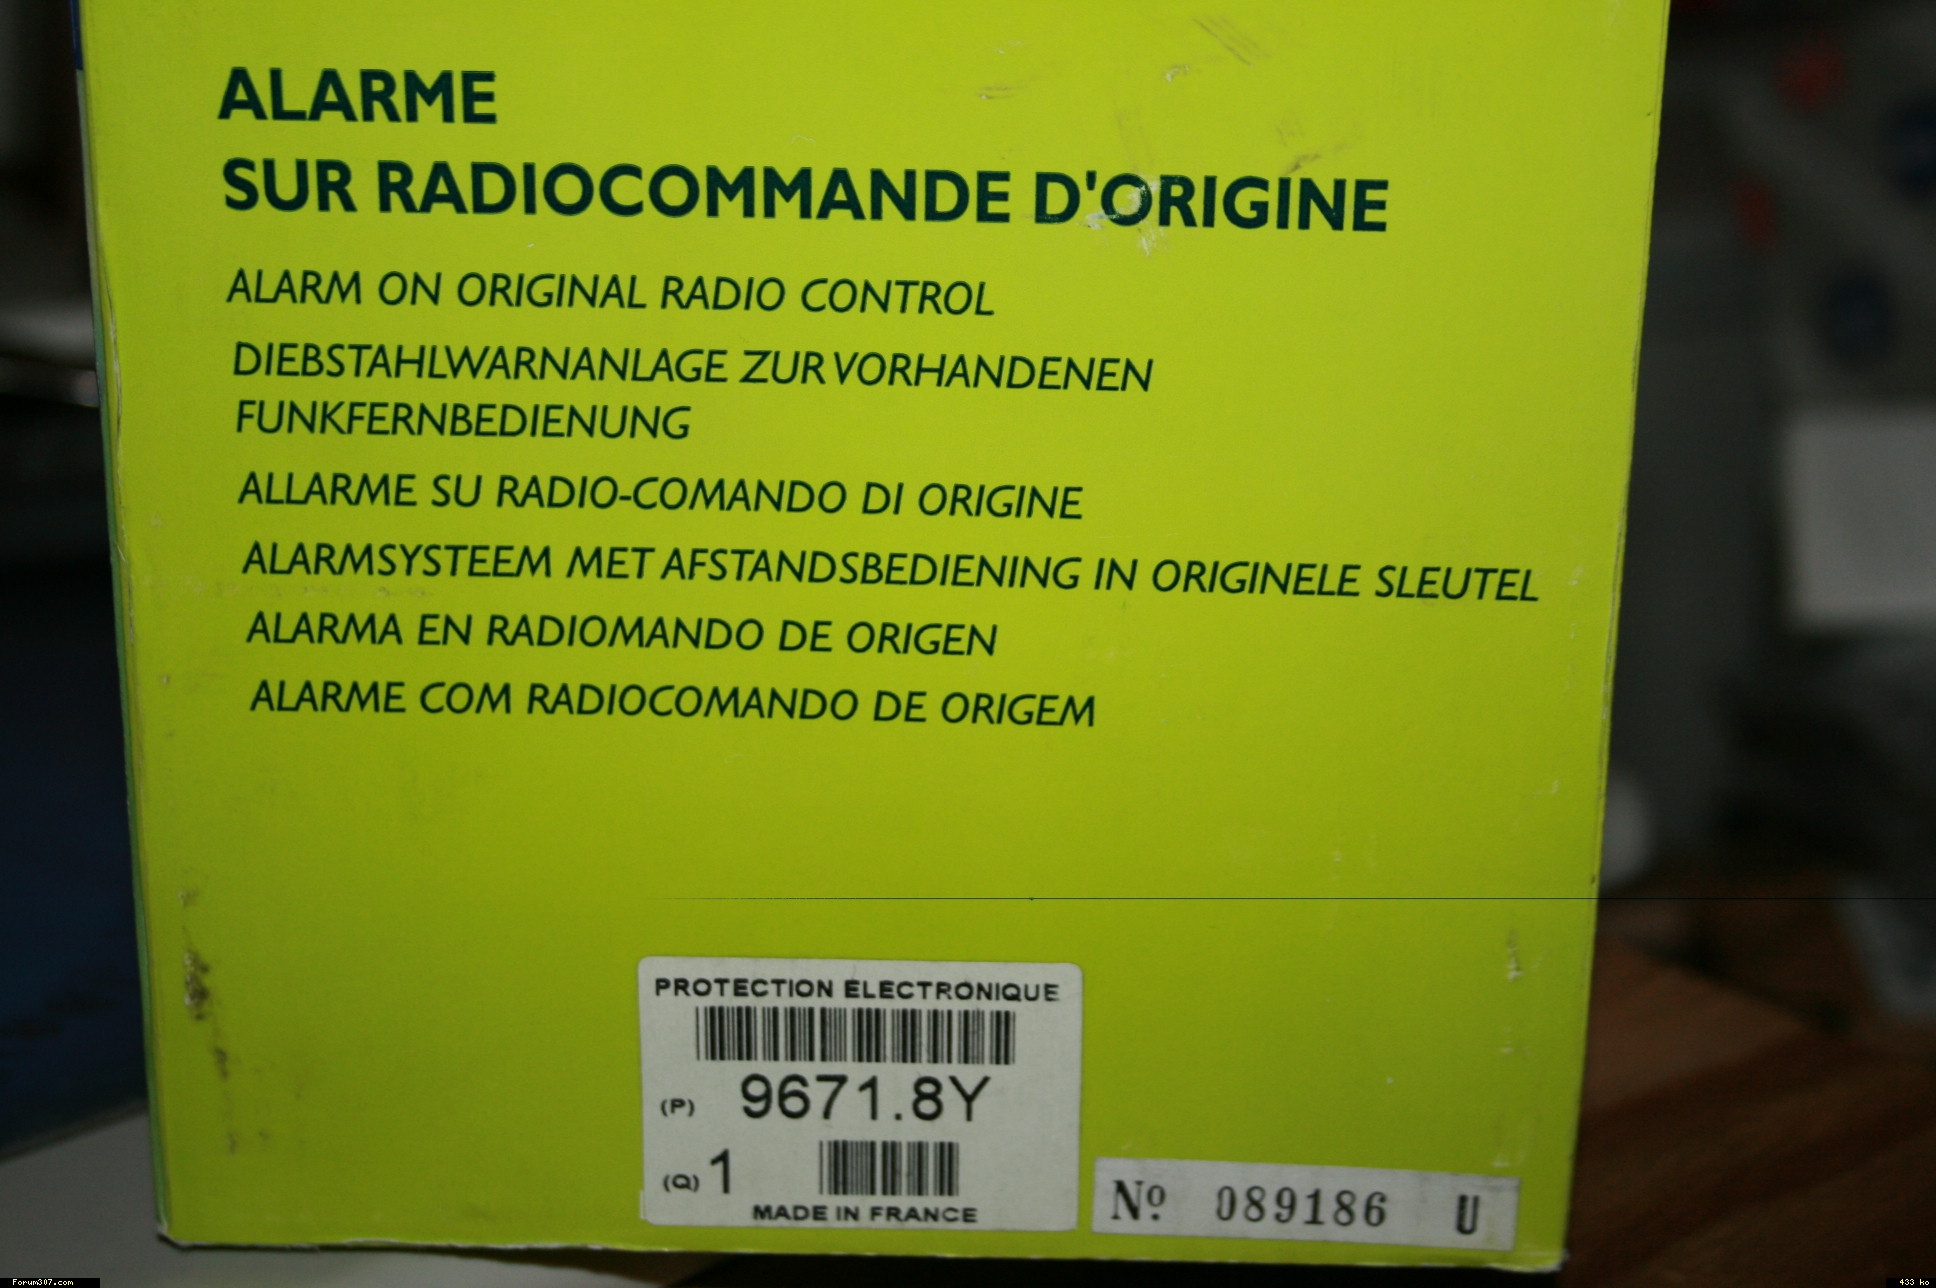 ALARME
SUR RADIOCOMMANDE D'ORIGINE
ALARM ON ORIGINAL RADIO CONTROL
DIEBSTAHLWARNANLAGE ZUR VORHANDENEN
FUNKFERNBEDIENUNG
ALLARME SU RADIO-COMANDO DI ORIGINE
ALARMSYSTEEM MET AFSTANDSBEDIENING IN ORIGINELE SLEUTEL
ALARMA EN RADIOMANDO DE ORIGEN
ALARME COM RADIOCOMANDO DE ORIGEM
PROTECTION ELECTRONIQUE
(P) 9671.8Y
(Q) 1
MADE IN FRANCE
Nº 089186 U
Forum307.com
433 ko